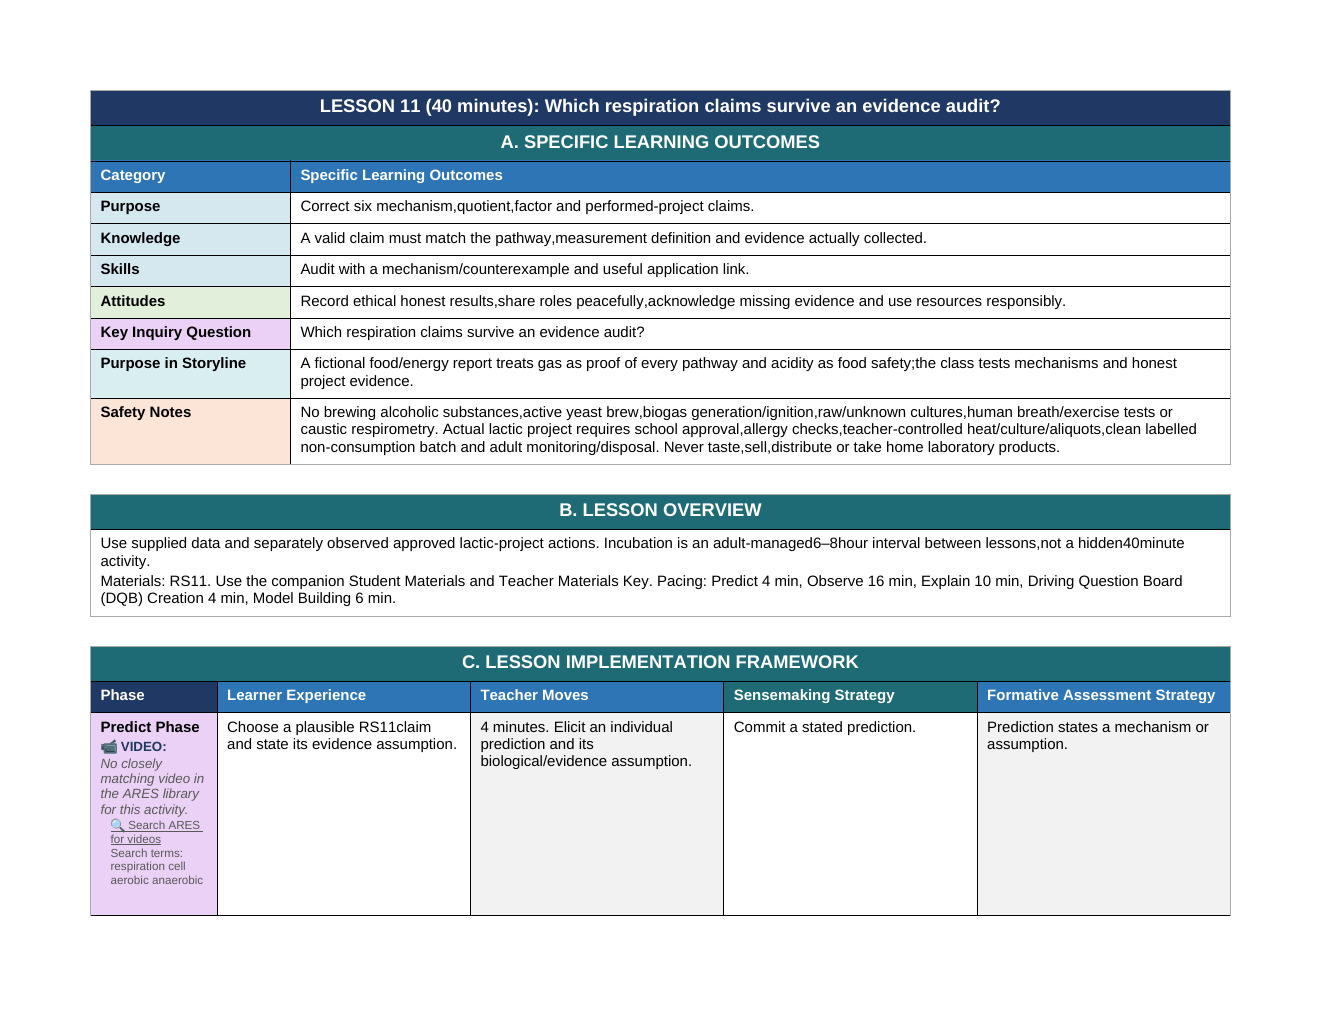 LESSON 11 (40 minutes): Which respiration claims survive an evidence audit?
A. SPECIFIC LEARNING OUTCOMES
Category
Specific Learning Outcomes
Purpose
Correct six mechanism,quotient,factor and performed-project claims.
Knowledge
A valid claim must match the pathway,measurement definition and evidence actually collected.
Skills
Audit with a mechanism/counterexample and useful application link.
Attitudes
Record ethical honest results,share roles peacefully,acknowledge missing evidence and use resources responsibly.
Key Inquiry Question
Which respiration claims survive an evidence audit?
Purpose in Storyline
A fictional food/energy report treats gas as proof of every pathway and acidity as food safety;the class tests mechanisms and honest
project evidence.
Safety Notes
No brewing alcoholic substances,active yeast brew,biogas generation/ignition,raw/unknown cultures,human breath/exercise tests or
caustic respirometry. Actual lactic project requires school approval,allergy checks,teacher-controlled heat/culture/aliquots,clean labelled
non-consumption batch and adult monitoring/disposal. Never taste,sell,distribute or take home laboratory products.
B. LESSON OVERVIEW
Use supplied data and separately observed approved lactic-project actions. Incubation is an adult-managed6–8hour interval between lessons,not a hidden40minute
activity.
Materials: RS11. Use the companion Student Materials and Teacher Materials Key. Pacing: Predict 4 min, Observe 16 min, Explain 10 min, Driving Question Board
(DQB) Creation 4 min, Model Building 6 min.
C. LESSON IMPLEMENTATION FRAMEWORK
Phase
Learner Experience
Teacher Moves
Sensemaking Strategy
Formative Assessment Strategy
Predict Phase
📹 VIDEO:
No closely
matching video in
the ARES library
for this activity.
🔍 Search ARES
for videos
Search terms:
respiration cell
aerobic anaerobic
Choose a plausible RS11claim
and state its evidence assumption.
4 minutes. Elicit an individual
prediction and its
biological/evidence assumption.
Commit a stated prediction.
Prediction states a mechanism or
assumption.